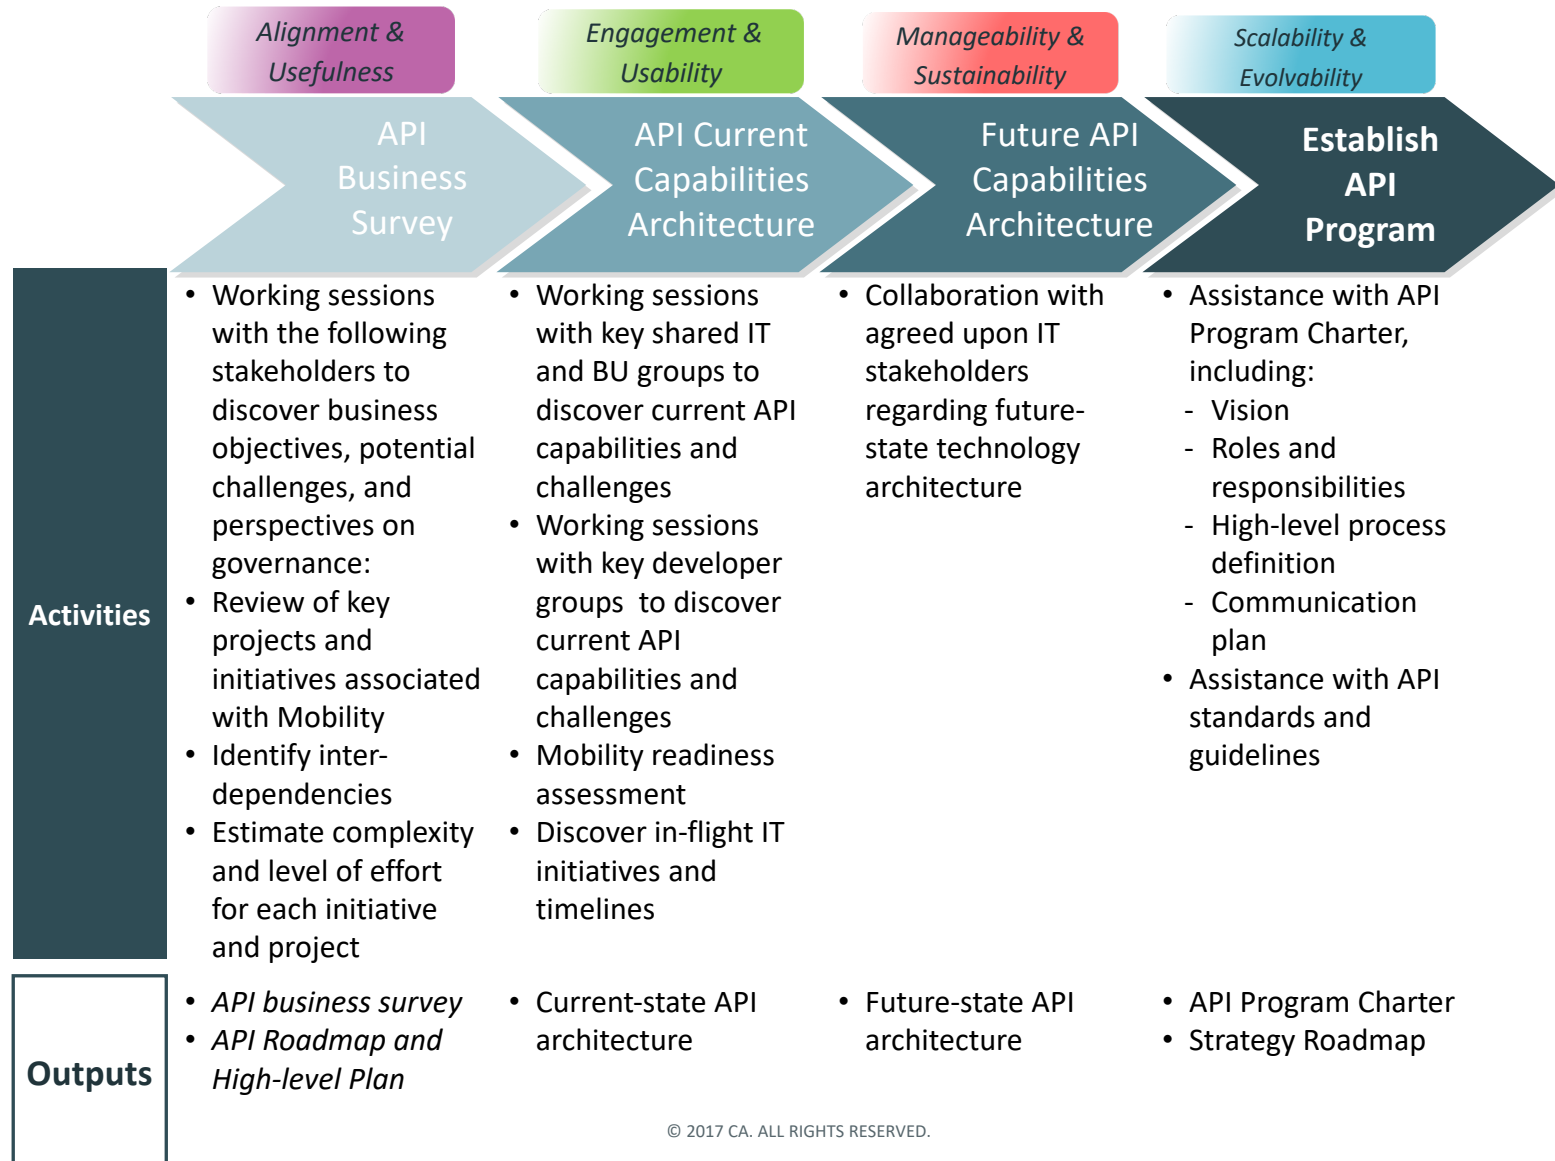 Alignment &
Usefulness
Engagement &
Usability
Manageability &
Sustainability
Scalability &
Evolvability
API
Business
Survey
API Current
Capabilities
Architecture
Future API
Capabilities
Architecture
Establish
API
Program
Activities
• Working sessions
with the following
stakeholders to
discover business
objectives, potential
challenges, and
perspectives on
governance:
• Review of key
projects and
initiatives associated
with Mobility
• Identify inter-
dependencies
• Estimate complexity
and level of effort
for each initiative
and project
• Working sessions
with key shared IT
and BU groups to
discover current API
capabilities and
challenges
• Working sessions
with key developer
groups to discover
current API
capabilities and
challenges
• Mobility readiness
assessment
• Discover in-flight IT
initiatives and
timelines
• Collaboration with
agreed upon IT
stakeholders
regarding future-
state technology
architecture
• Assistance with API
Program Charter,
including:
- Vision
- Roles and
responsibilities
- High-level process
definition
- Communication
plan
• Assistance with API
standards and
guidelines
Outputs
• API business survey
• API Roadmap and
High-level Plan
• Current-state API
architecture
• Future-state API
architecture
• API Program Charter
• Strategy Roadmap
© 2017 CA. ALL RIGHTS RESERVED.